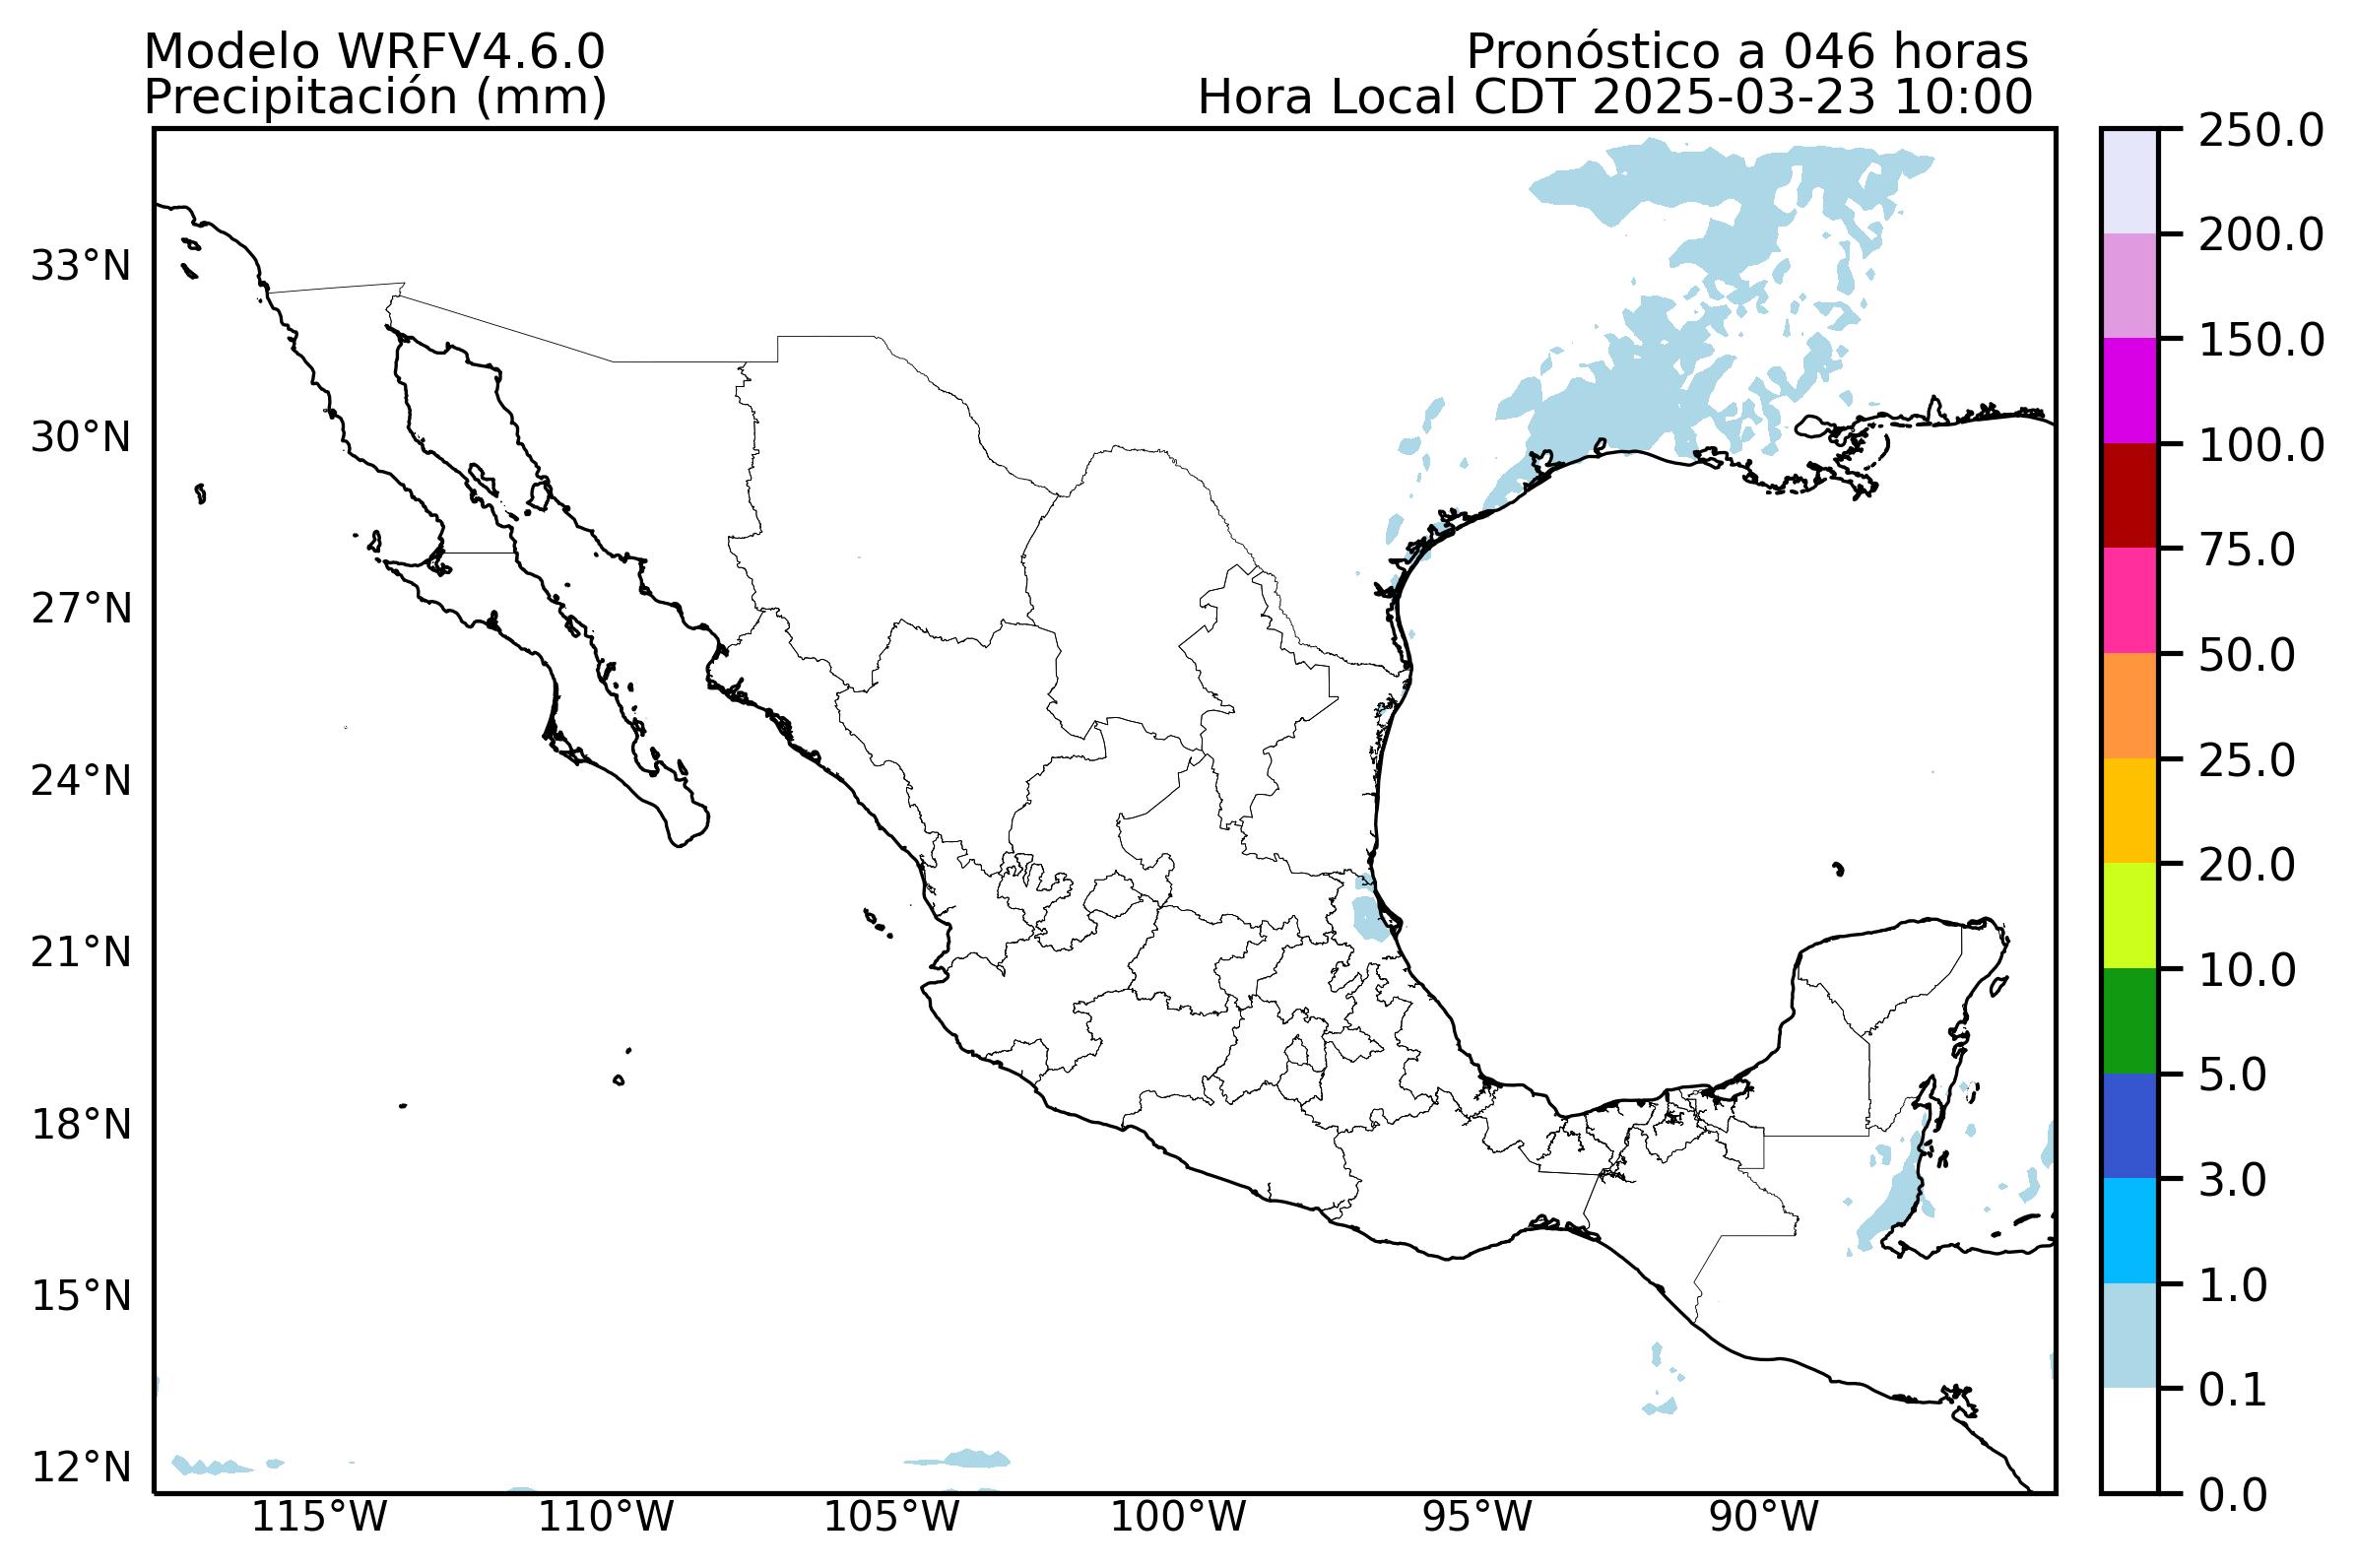 Modelo WRFV4.6.0
Precipitación (mm)
Pronóstico a 046 horas
Hora Local CDT 2025-03-23 10:00
33°N
30°N
27°N
24°N
21°N
18°N
15°N
12°N
115°W
110°W
105°W
100°W
95°W
90°W
250.0
200.0
150.0
100.0
75.0
50.0
25.0
20.0
10.0
5.0
3.0
1.0
0.1
0.0